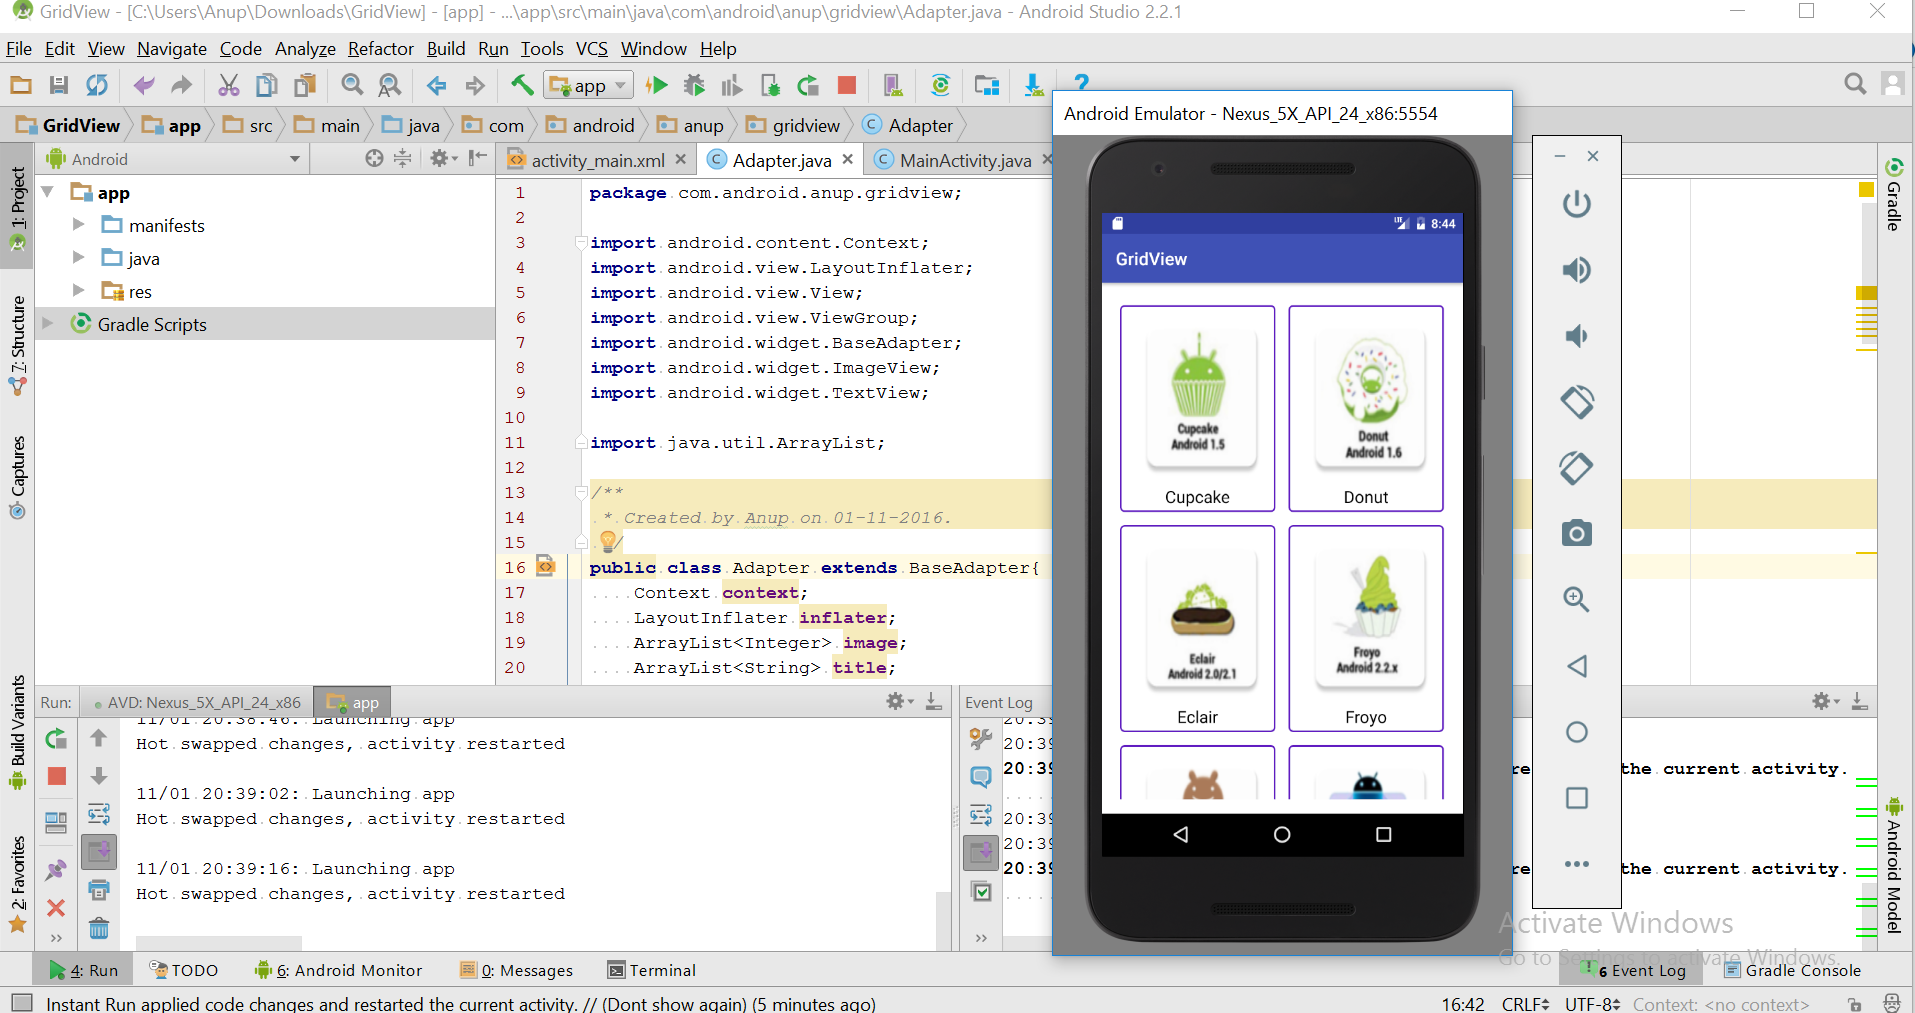 GridView - [C:\Users\Anup\Downloads\GridView] - [app] - ...\app\src\main\java\com\android\anup\gridview\Adapter.java - Android Studio 2.2.1
File Edit View Navigate Code Analyze Refactor Build Run Tools VCS Window Help
app
GridView app src main java com android anup gridview Adapter
Android
activity_main.xml Adapter.java MainActivity.java
app
manifests
java
res
Gradle Scripts
1: Project
7: Structure
Captures
Build Variants
2: Favorites
1 package com.android.anup.gridview;
2
3 import android.content.Context;
4 import android.view.LayoutInflater;
5 import android.view.View;
6 import android.view.ViewGroup;
7 import android.widget.BaseAdapter;
8 import android.widget.ImageView;
9 import android.widget.TextView;
10
11 import java.util.ArrayList;
12
13 /**
14 * Created by Anup on 01-11-2016.
15 /
16 public class Adapter extends BaseAdapter{
17 Context context;
18 LayoutInflater inflater;
19 ArrayList<Integer> image;
20 ArrayList<String> title;
Android Emulator - Nexus_5X_API_24_x86:5554
LTE 8:44
GridView
Cupcake
Android 1.5
Cupcake
Donut
Android 1.6
Donut
Eclair
Android 2.0/2.1
Eclair
Froyo
Android 2.2.x
Froyo
Gradle
Android Model
Run: AVD: Nexus_5X_API_24_x86 app
11/01 20:38:46: Launching app
Hot swapped changes, activity restarted
11/01 20:39:02: Launching app
Hot swapped changes, activity restarted
11/01 20:39:16: Launching app
Hot swapped changes, activity restarted
Event Log
20:39
20:39
20:39 re the current activity.
20:39
20:39
20:39 re the current activity.
Activate Windows
Go to Settings to activate Windows.
4: Run TODO 6: Android Monitor 0: Messages Terminal 6 Event Log Gradle Console
Instant Run applied code changes and restarted the current activity. // (Dont show again) (5 minutes ago)
16:42 CRLF UTF-8 Context: <no context>